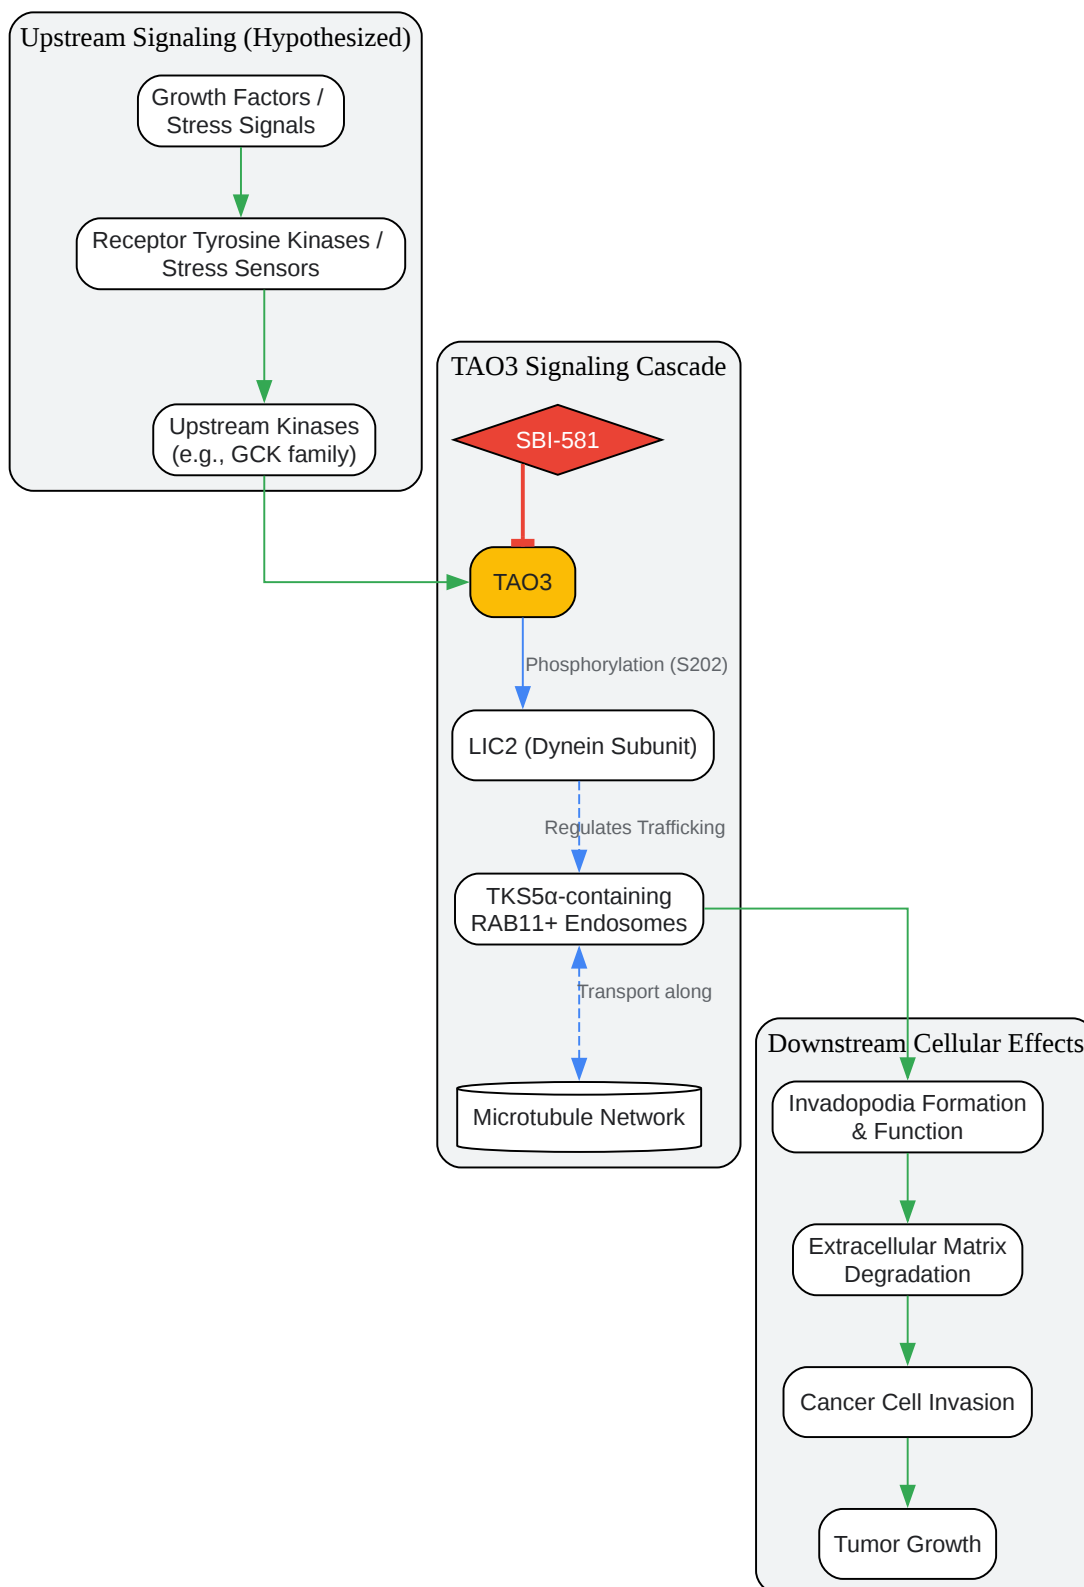 Upstream Signaling (Hypothesized)
Growth Factors /
Stress Signals
Receptor Tyrosine Kinases /
Stress Sensors
Upstream Kinases
(e.g., GCK family)
TAO3 Signaling Cascade
SBI-581
TAO3
Phosphorylation (S202)
LIC2 (Dynein Subunit)
Regulates Trafficking
TKS5α-containing
RAB11+ Endosomes
Transport along
Microtubule Network
Downstream Cellular Effects
Invadopodia Formation
& Function
Extracellular Matrix
Degradation
Cancer Cell Invasion
Tumor Growth